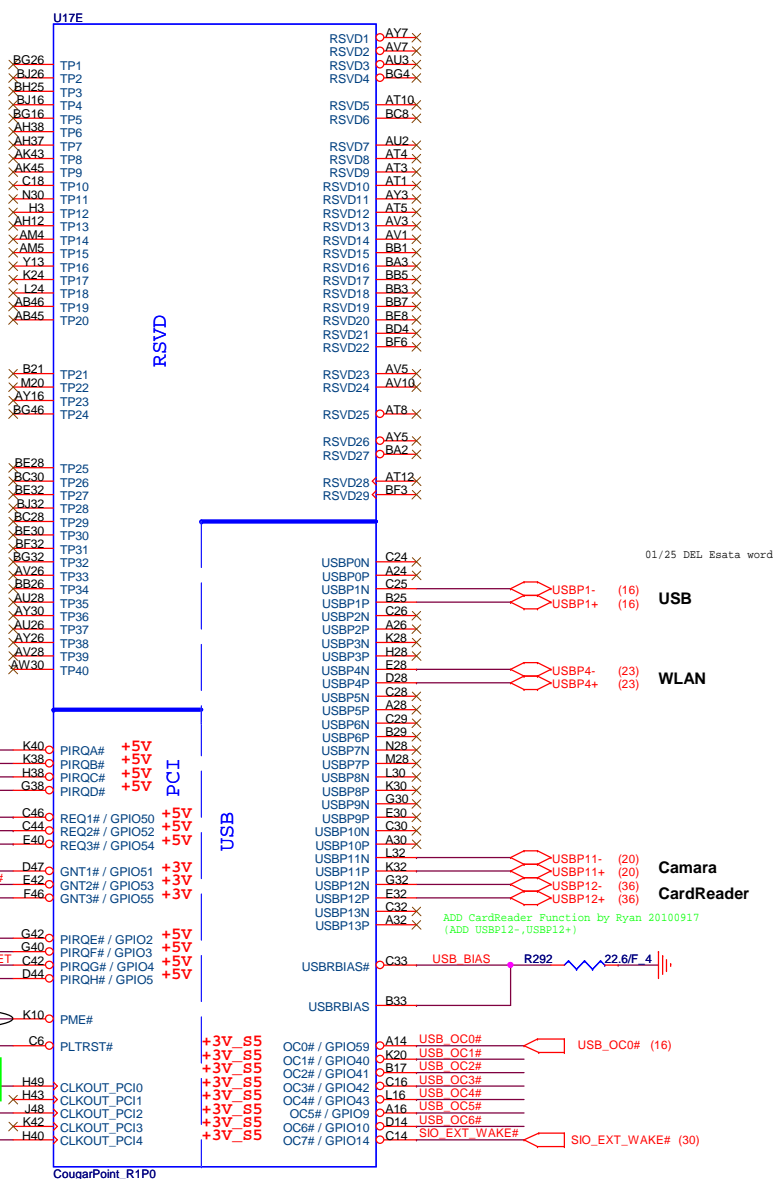 U17E
BG26 TP1
BJ26 TP2
BH25 TP3
BJ16 TP4
BG16 TP5
AH38 TP6
AH37 TP7
AK43 TP8
AK45 TP9
C18 TP10
N30 TP11
H3 TP12
AH12 TP13
AM4 TP14
AM5 TP15
Y13 TP16
K24 TP17
L24 TP18
AB46 TP19
AB45 TP20
B21 TP21
M20 TP22
AY16 TP23
BG46 TP24
BE28 TP25
BC30 TP26
BE32 TP27
BJ32 TP28
BC28 TP29
BE30 TP30
BF32 TP31
BG32 TP32
AV26 TP33
BB26 TP34
AU28 TP35
AY30 TP36
AU26 TP37
AY26 TP38
AV28 TP39
AW30 TP40
RSVD
RSVD1 AY7
RSVD2 AV7
RSVD3 AU3
RSVD4 BG4
RSVD5 AT10
RSVD6 BC8
RSVD7 AU2
RSVD8 AT4
RSVD9 AT3
RSVD10 AT1
RSVD11 AY3
RSVD12 AT5
RSVD13 AV3
RSVD14 AV1
RSVD15 BB1
RSVD16 BA3
RSVD17 BB5
RSVD18 BB3
RSVD19 BB7
RSVD20 BE8
RSVD21 BD4
RSVD22 BF6
RSVD23 AV5
RSVD24 AV10
RSVD25 AT8
RSVD26 AY5
RSVD27 BA2
RSVD28 AT12
RSVD29 BF3
01/25 DEL Esata word
USBP0N C24
USBP0P A24
USBP1N C25 USBP1- (16)
USBP1P B25 USBP1+ (16)
USB
USBP2N C26
USBP2P A26
USBP3N K28
USBP3P H28
USBP4N E28 USBP4- (23)
USBP4P D28 USBP4+ (23)
WLAN
USBP5N C28
USBP5P A28
USBP6N C29
USBP6P B29
USBP7N N28
USBP7P M28
USBP8N L30
USBP8P K30
USBP9N G30
USBP9P E30
USBP10N C30
USBP10P A30
USBP11N L32 USBP11- (20)
USBP11P K32 USBP11+ (20)
Camara
USBP12N G32 USBP12- (36)
USBP12P E32 USBP12+ (36)
CardReader
USBP13N C32
USBP13P A32
ADD CardReader Function by Ryan 20100917
(ADD USBP12-,USBP12+)
USBRBIAS# C33 USB_BIAS R292 22.6/F_4
USBRBIAS B33
PCI
USB
K40 PIRQA# +5V
K38 PIRQB# +5V
H38 PIRQC# +5V
G38 PIRQD# +5V
C46 REQ1# / GPIO50 +5V
C44 REQ2# / GPIO52 +5V
E40 REQ3# / GPIO54 +5V
D47 GNT1# / GPIO51 +3V
# E42 GNT2# / GPIO53 +3V
F46 GNT3# / GPIO55 +3V
G42 PIRQE# / GPIO2 +5V
G40 PIRQF# / GPIO3 +5V
ET C42 PIRQG# / GPIO4 +5V
D44 PIRQH# / GPIO5 +5V
K10 PME#
C6 PLTRST#
H49 CLKOUT_PCI0
H43 CLKOUT_PCI1
J48 CLKOUT_PCI2
K42 CLKOUT_PCI3
H40 CLKOUT_PCI4
+3V_S5 OC0# / GPIO59 A14 USB_OC0# USB_OC0# (16)
+3V_S5 OC1# / GPIO40 K20 USB_OC1#
+3V_S5 OC2# / GPIO41 B17 USB_OC2#
+3V_S5 OC3# / GPIO42 C16 USB_OC3#
+3V_S5 OC4# / GPIO43 L16 USB_OC4#
+3V_S5 OC5# / GPIO9 A16 USB_OC5#
+3V_S5 OC6# / GPIO10 D14 USB_OC6#
+3V_S5 OC7# / GPIO14 C14 SIO_EXT_WAKE# SIO_EXT_WAKE# (30)
CougarPoint_R1P0